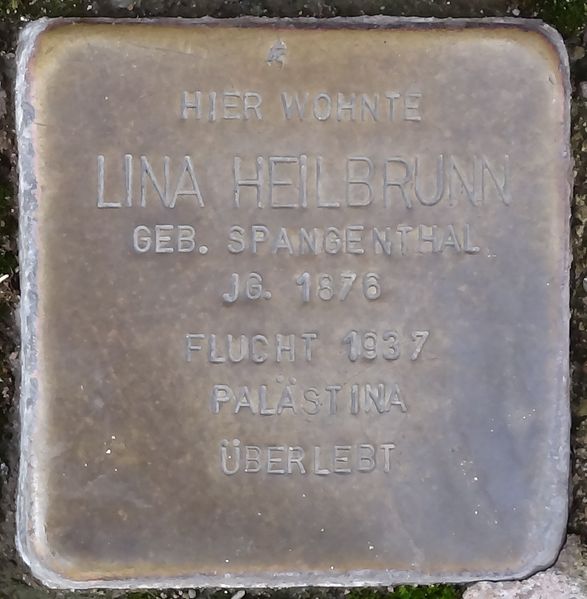 HIER WOHNTE
LINA HEILBRUNN
GEB. SPANGENTHAL
JG. 1876
FLUCHT 1937
PALÄSTINA
ÜBERLEBT